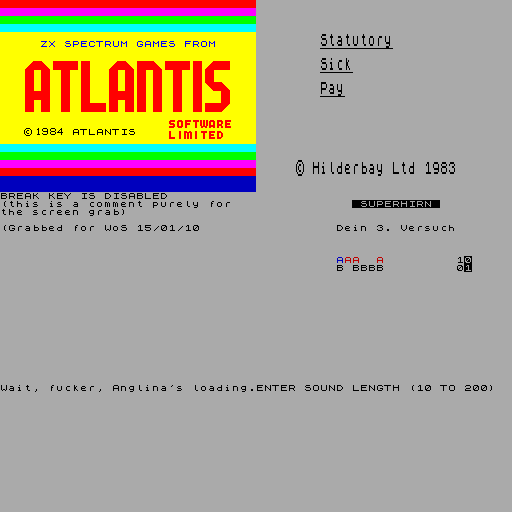 ZX SPECTRUM GAMES FROM
ATLANTIS
SOFTWARE
© 1984 ATLANTIS
LIMITED
Statutory
Sick
Pay
© Hilderbay Ltd 1983
BREAK KEY IS DISABLED
(this is a comment purely for
the screen grab)
(Grabbed for WoS 15/01/10
SUPERHIRN
Dein 3. Versuch
AAA  A 10
B BBBB 01
Wait, fucker, Anglina's loading.
ENTER SOUND LENGTH (10 TO 200)